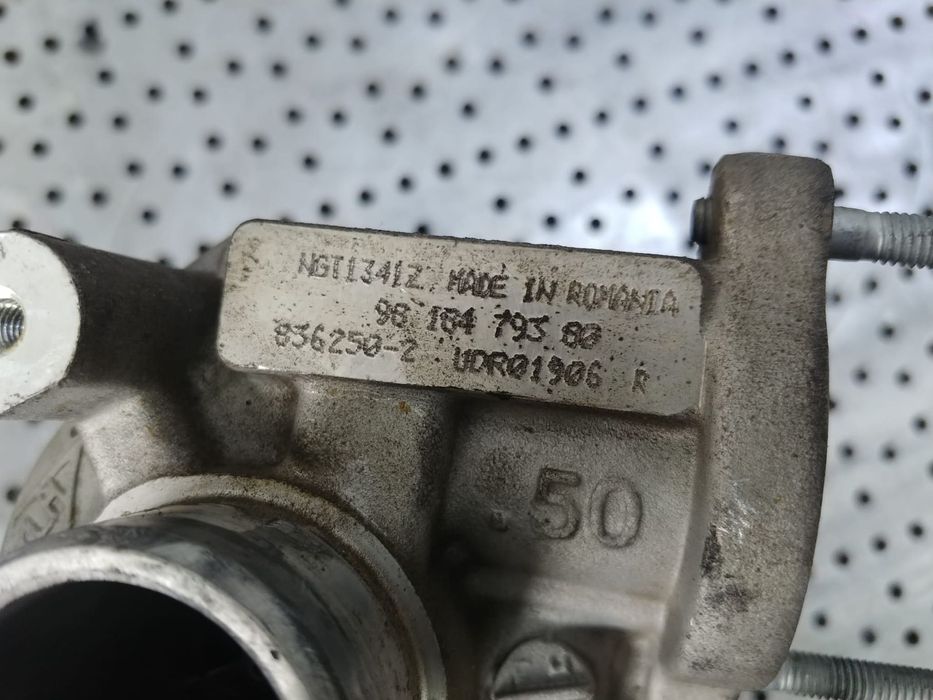 NGT1341Z MADE IN ROMANIA
98 184 793 80
836250-2 UDR01906 R
.50